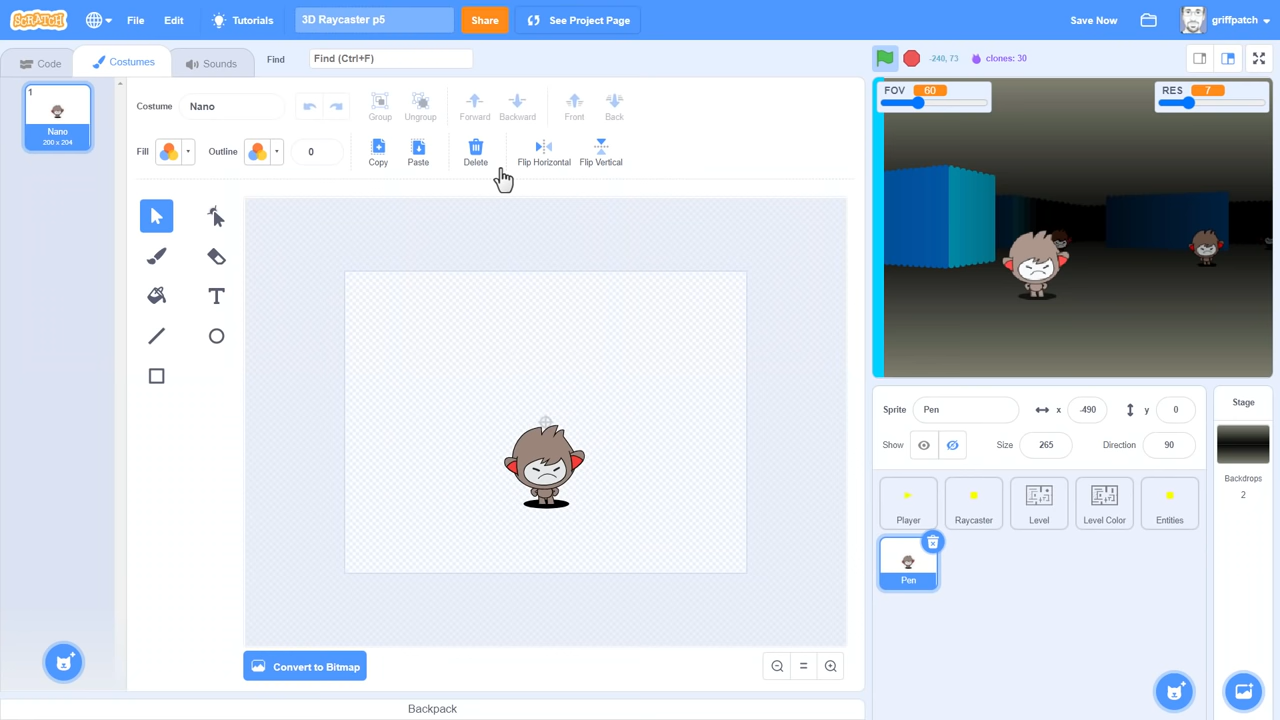 SCRATCH File Edit Tutorials 3D Raycaster p5 Share See Project Page Save Now griffpatch
Code Costumes Sounds Find Find (Ctrl+F) -240, 73 clones: 30
1
Nano
200 x 204
Costume Nano Group Ungroup Forward Backward Front Back
Fill Outline 0 Copy Paste Delete Flip Horizontal Flip Vertical
FOV 60 RES 7
Convert to Bitmap
Backpack
Sprite Pen x -490 y 0
Show Size 265 Direction 90
Player Raycaster Level Level Color Entities
Pen
Stage
Backdrops
2